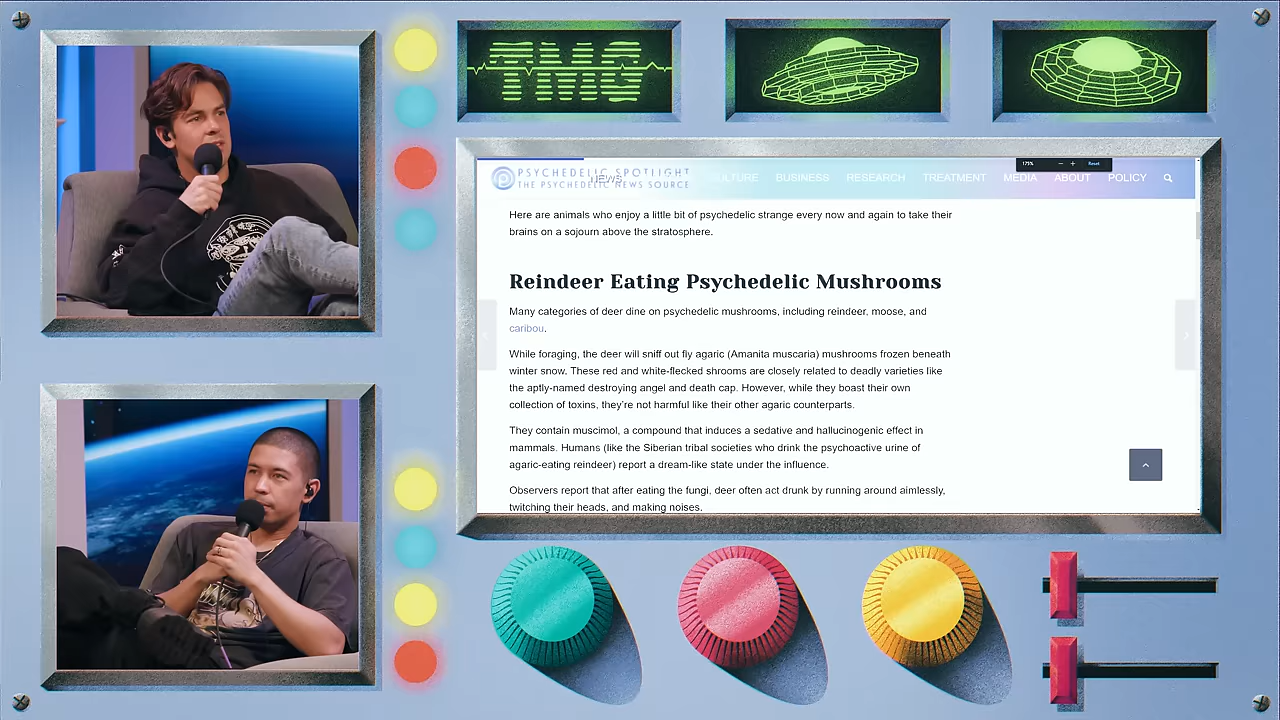 TMG
175%
Reset
PSYCHEDELIC SPOTLIGHT
THE PSYCHEDELIC NEWS SOURCE
NEWS
CULTURE
BUSINESS
RESEARCH
TREATMENT
MEDIA
ABOUT
POLICY
Here are animals who enjoy a little bit of psychedelic strange every now and again to take their
brains on a sojourn above the stratosphere.
Reindeer Eating Psychedelic Mushrooms
Many categories of deer dine on psychedelic mushrooms, including reindeer, moose, and
caribou.
While foraging, the deer will sniff out fly agaric (Amanita muscaria) mushrooms frozen beneath
winter snow. These red and white-flecked shrooms are closely related to deadly varieties like
the aptly-named destroying angel and death cap. However, while they boast their own
collection of toxins, they're not harmful like their other agaric counterparts.
They contain muscimol, a compound that induces a sedative and hallucinogenic effect in
mammals. Humans (like the Siberian tribal societies who drink the psychoactive urine of
agaric-eating reindeer) report a dream-like state under the influence.
Observers report that after eating the fungi, deer often act drunk by running around aimlessly,
twitching their heads, and making noises.